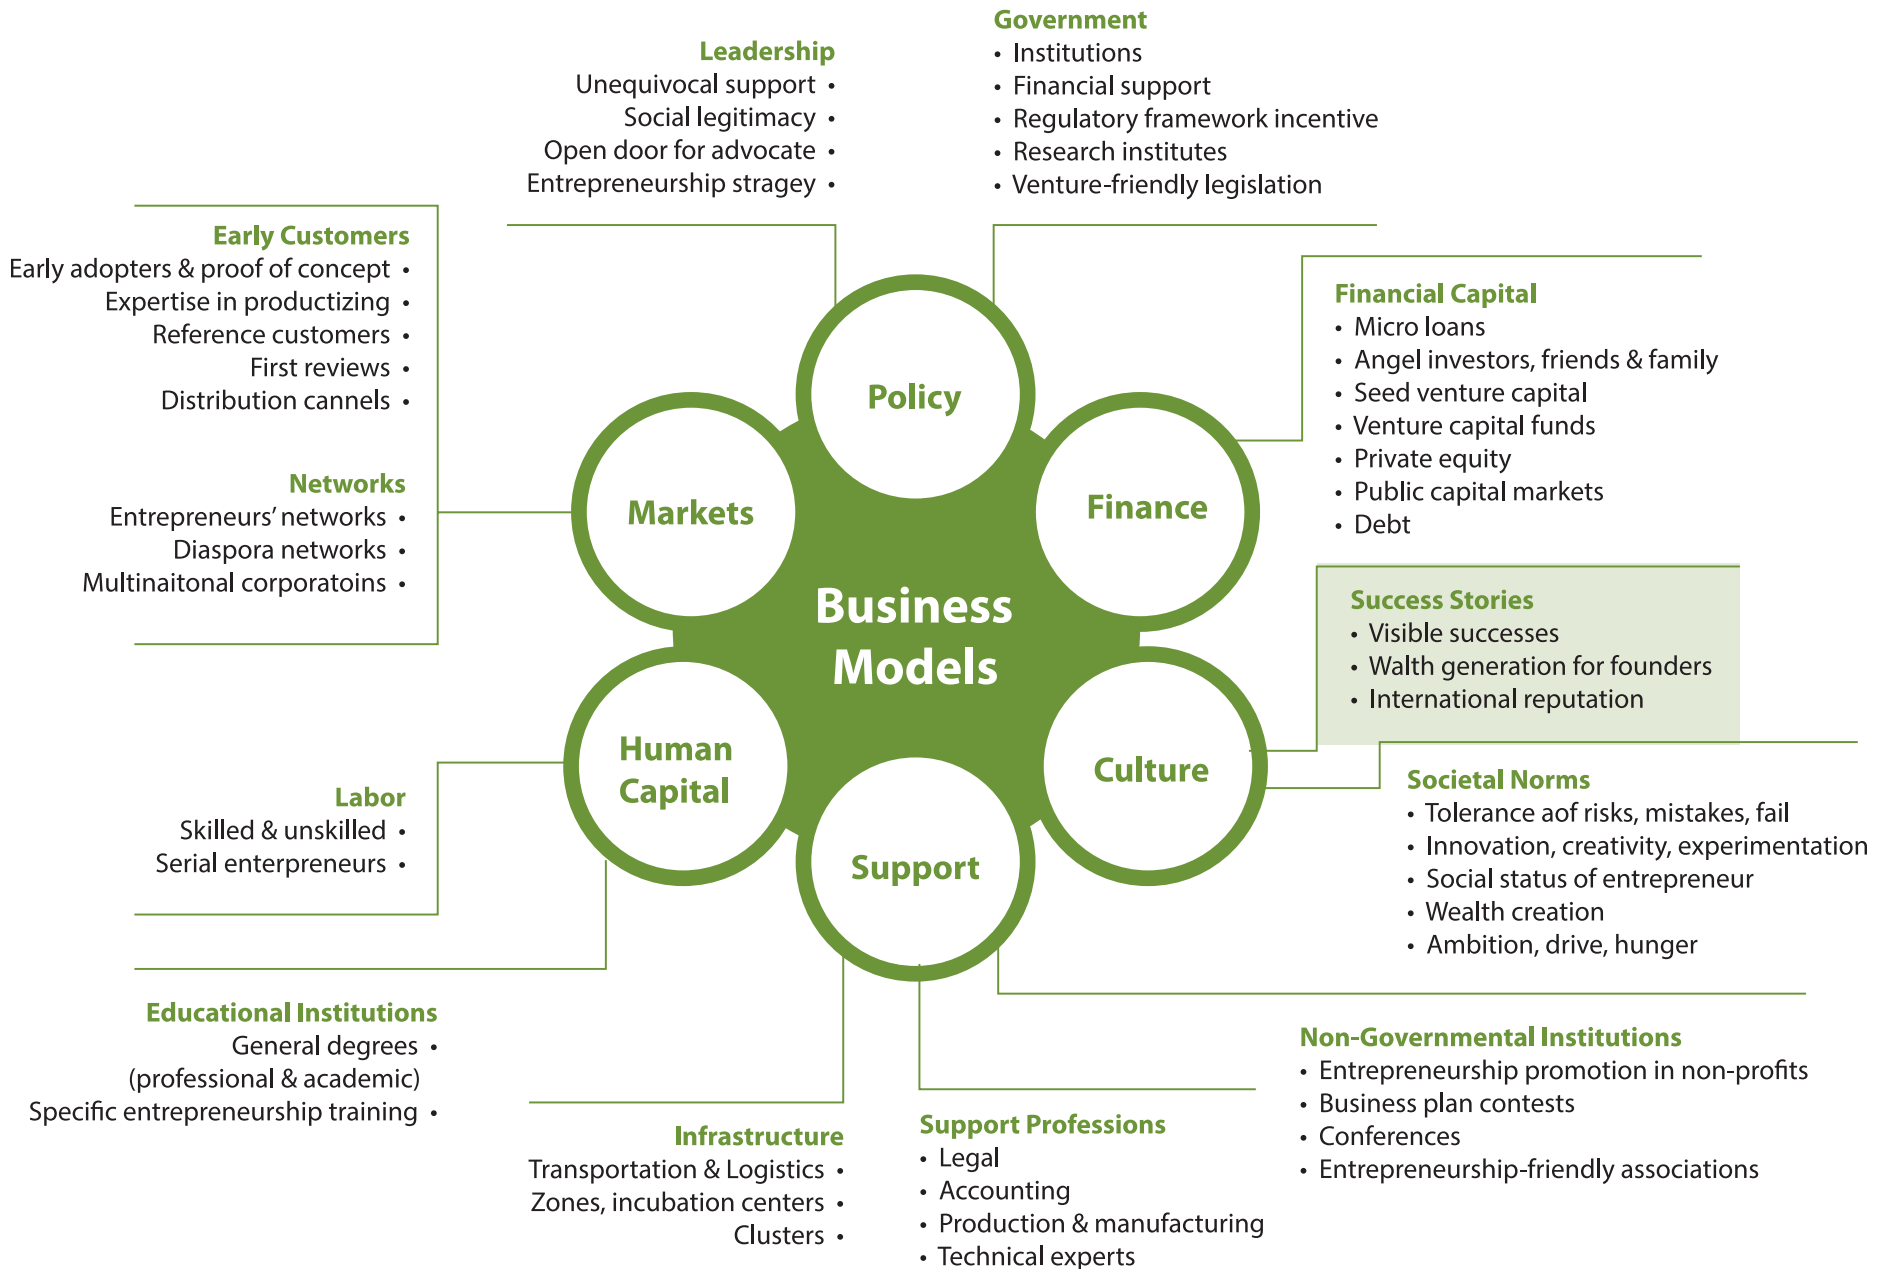 Leadership
Unequivocal support •
Social legitimacy •
Open door for advocate •
Entrepreneurship stragey •
Government
• Institutions
• Financial support
• Regulatory framework incentive
• Research institutes
• Venture-friendly legislation
Early Customers
Early adopters & proof of concept •
Expertise in productizing •
Reference customers •
First reviews •
Distribution cannels •
Networks
Entrepreneurs' networks •
Diaspora networks •
Multinaitonal corporatoins •
Financial Capital
• Micro loans
• Angel investors, friends & family
• Seed venture capital
• Venture capital funds
• Private equity
• Public capital markets
• Debt
Policy
Markets
Finance
Business
Models
Human
Capital
Culture
Support
Success Stories
• Visible successes
• Walth generation for founders
• International reputation
Societal Norms
• Tolerance aof risks, mistakes, fail
• Innovation, creativity, experimentation
• Social status of entrepreneur
• Wealth creation
• Ambition, drive, hunger
Labor
Skilled & unskilled •
Serial enterpreneurs •
Educational Institutions
General degrees •
(professional & academic)
Specific entrepreneurship training •
Infrastructure
Transportation & Logistics •
Zones, incubation centers •
Clusters •
Support Professions
• Legal
• Accounting
• Production & manufacturing
• Technical experts
Non-Governmental Institutions
• Entrepreneurship promotion in non-profits
• Business plan contests
• Conferences
• Entrepreneurship-friendly associations